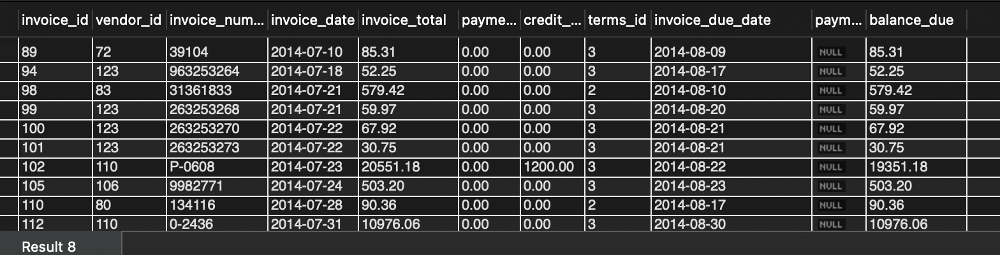 invoice_id vendor_id invoice_num... invoice_date invoice_total payme... credit_... terms_id invoice_due_date paym... balance_due
89 72 39104 2014-07-10 85.31 0.00 0.00 3 2014-08-09 NULL 85.31
94 123 963253264 2014-07-18 52.25 0.00 0.00 3 2014-08-17 NULL 52.25
98 83 31361833 2014-07-21 579.42 0.00 0.00 2 2014-08-10 NULL 579.42
99 123 263253268 2014-07-21 59.97 0.00 0.00 3 2014-08-20 NULL 59.97
100 123 263253270 2014-07-22 67.92 0.00 0.00 3 2014-08-21 NULL 67.92
101 123 263253273 2014-07-22 30.75 0.00 0.00 3 2014-08-21 NULL 30.75
102 110 P-0608 2014-07-23 20551.18 0.00 1200.00 3 2014-08-22 NULL 19351.18
105 106 9982771 2014-07-24 503.20 0.00 0.00 3 2014-08-23 NULL 503.20
110 80 134116 2014-07-28 90.36 0.00 0.00 2 2014-08-17 NULL 90.36
112 110 0-2436 2014-07-31 10976.06 0.00 0.00 3 2014-08-30 NULL 10976.06
Result 8